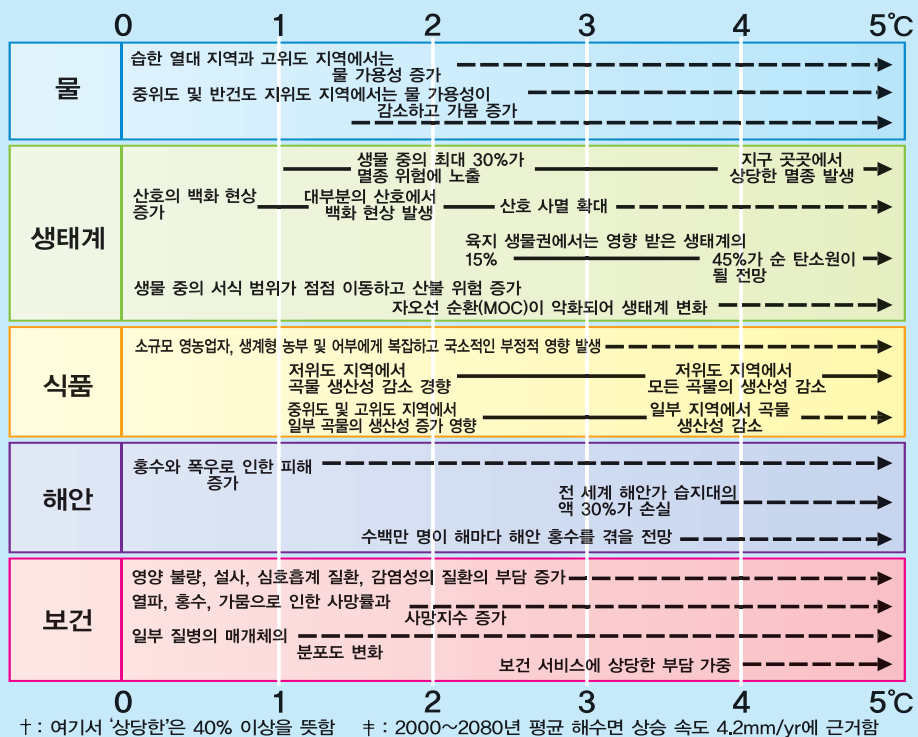 0 1 2 3 4 5℃
물
습한 열대 지역과 고위도 지역에서는
물 가용성 증가
중위도 및 반건도 지위도 지역에서는 물 가용성이
감소하고 가뭄 증가
생태계
생물 중의 최대 30%가
멸종 위험에 노출
지구 곳곳에서
상당한 멸종 발생
산호의 백화 현상
증가
대부분의 산호에서
백화 현상 발생
산호 사멸 확대
육지 생물권에서는 영향 받은 생태계의
15%
45%가 순 탄소원이
될 전망
생물 중의 서식 범위가 점점 이동하고 산불 위험 증가
자오선 순환(MOC)이 악화되어 생태계 변화
식품
소규모 영농업자, 생계형 농부 및 어부에게 복잡하고 국소적인 부정적 영향 발생
저위도 지역에서
곡물 생산성 감소 경향
저위도 지역에서
모든 곡물의 생산성 감소
중위도 및 고위도 지역에서
일부 곡물의 생산성 증가 영향
일부 지역에서 곡물
생산성 감소
해안
홍수와 폭우로 인한 피해
증가
전 세계 해안가 습지대의
액 30%가 손실
수백만 명이 해마다 해안 홍수를 겪을 전망
보건
영양 불량, 설사, 심호흡계 질환, 감염성의 질환의 부담 증가
열파, 홍수, 가뭄으로 인한 사망률과
사망지수 증가
일부 질병의 매개체의
분포도 변화
보건 서비스에 상당한 부담 가중
0 1 2 3 4 5℃
†: 여기서 '상당한'은 40% 이상을 뜻함 ‡: 2000~2080년 평균 해수면 상승 속도 4.2mm/yr에 근거함